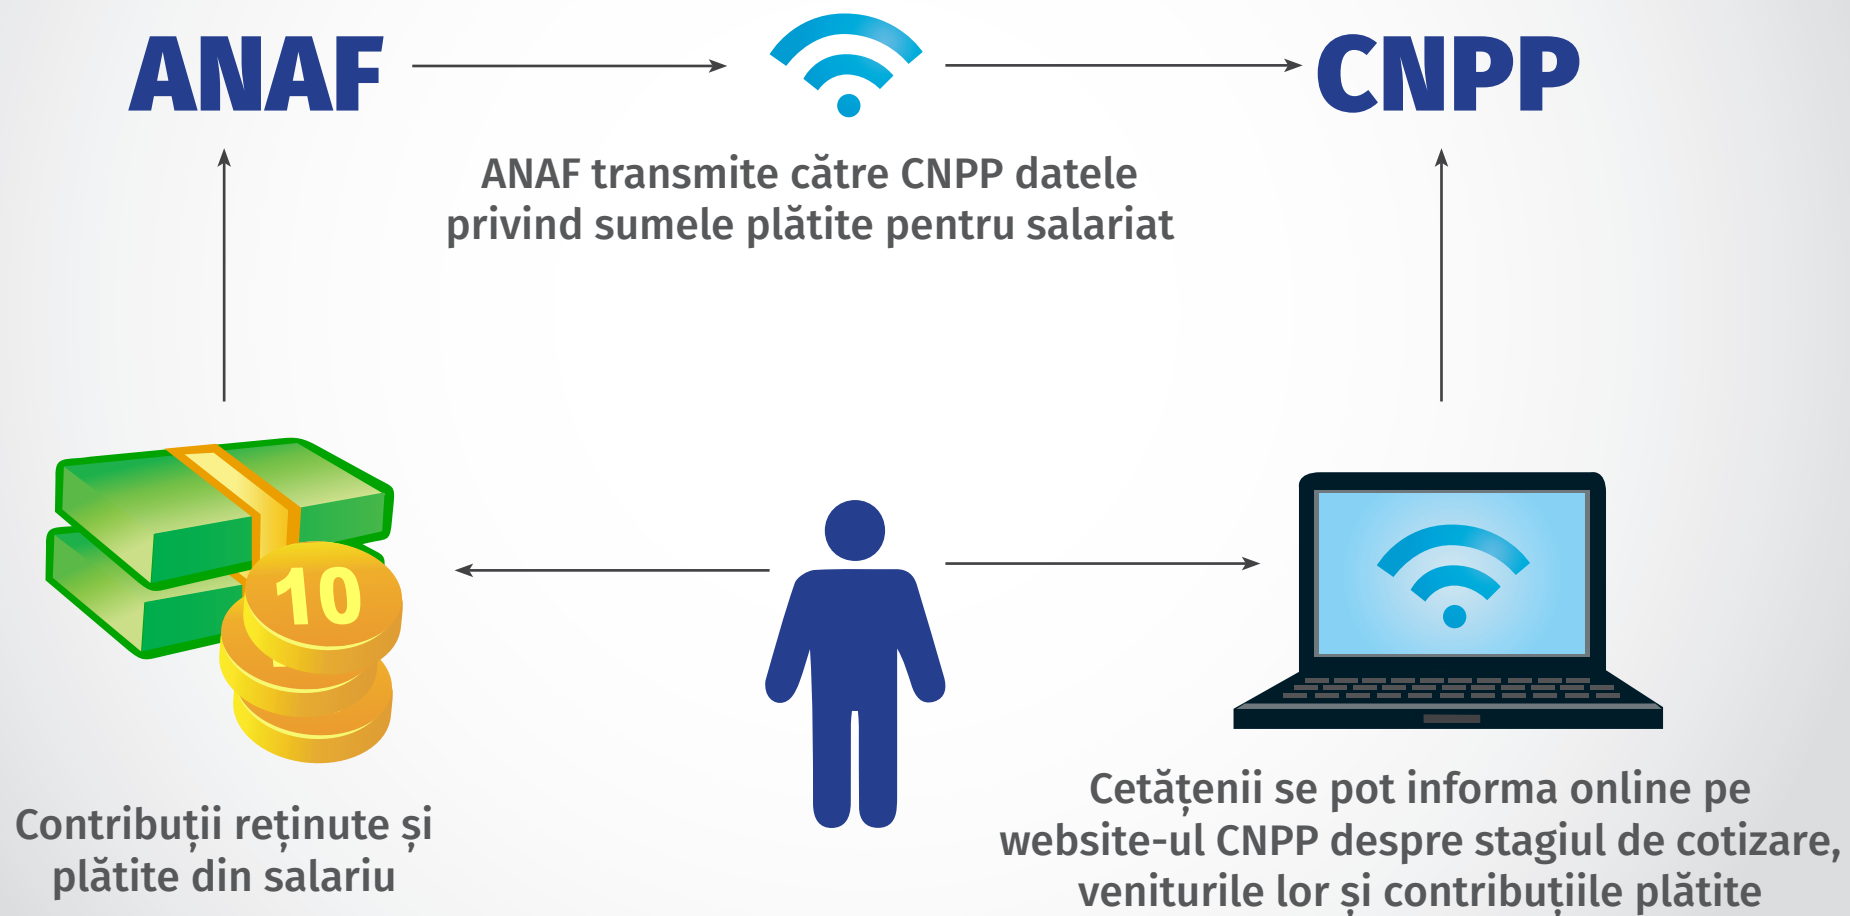 ANAF
CNPP
ANAF transmite către CNPP datele
privind sumele plătite pentru salariat
10
Contribuții reținute și
plătite din salariu
Cetățenii se pot informa online pe
website-ul CNPP despre stagiul de cotizare,
veniturile lor și contribuțiile plătite